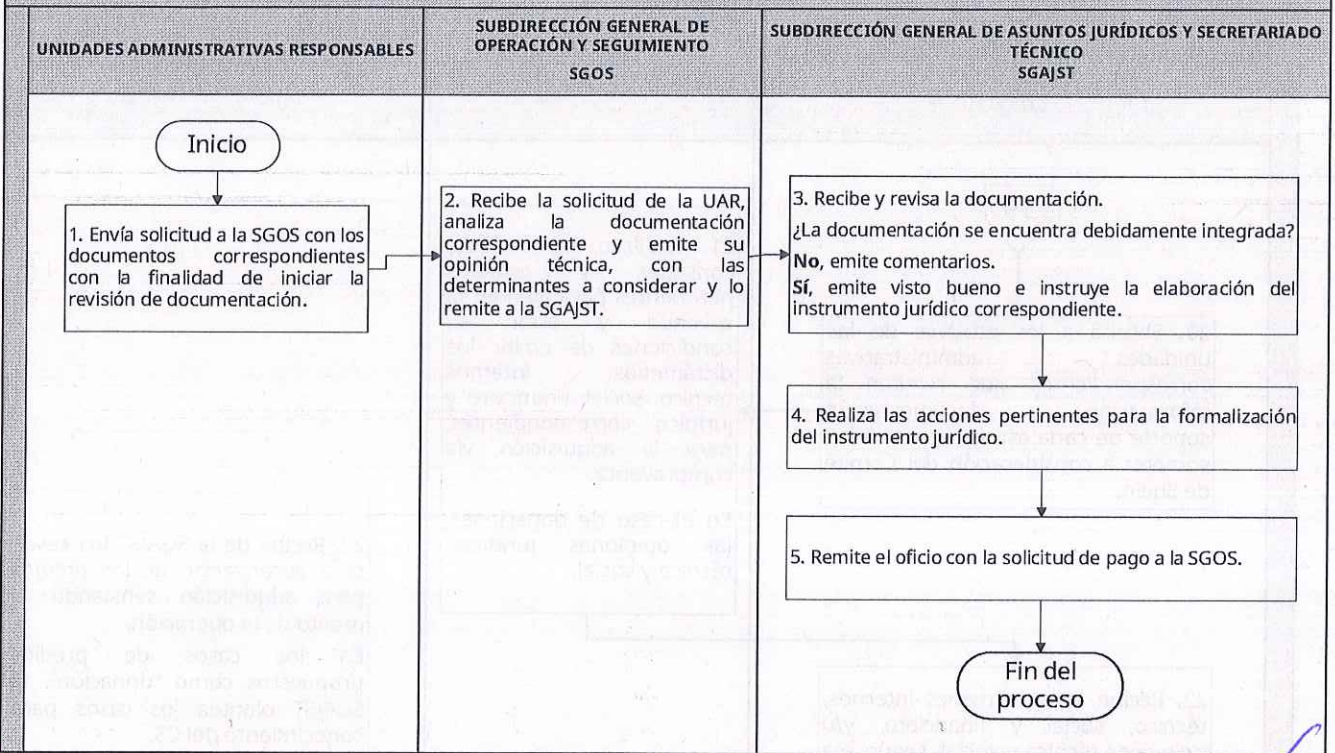 UNIDADES ADMINISTRATIVAS RESPONSABLES
SUBDIRECCIÓN GENERAL DE
OPERACIÓN Y SEGUIMIENTO
SGOS
SUBDIRECCIÓN GENERAL DE ASUNTOS JURÍDICOS Y SECRETARIADO
TÉCNICO
SGAJST
Inicio
1. Envía solicitud a la SGOS con los
documentos correspondientes
con la finalidad de iniciar la
revisión de documentación.
2. Recibe la solicitud de la UAR,
analiza la documentación
correspondiente y emite su
opinión técnica, con las
determinantes a considerar y lo
remite a la SGAJST.
3. Recibe y revisa la documentación.
¿La documentación se encuentra debidamente integrada?
No, emite comentarios.
Sí, emite visto bueno e instruye la elaboración del
instrumento jurídico correspondiente.
4. Realiza las acciones pertinentes para la formalización
del instrumento jurídico.
5. Remite el oficio con la solicitud de pago a la SGOS.
Fin del
proceso